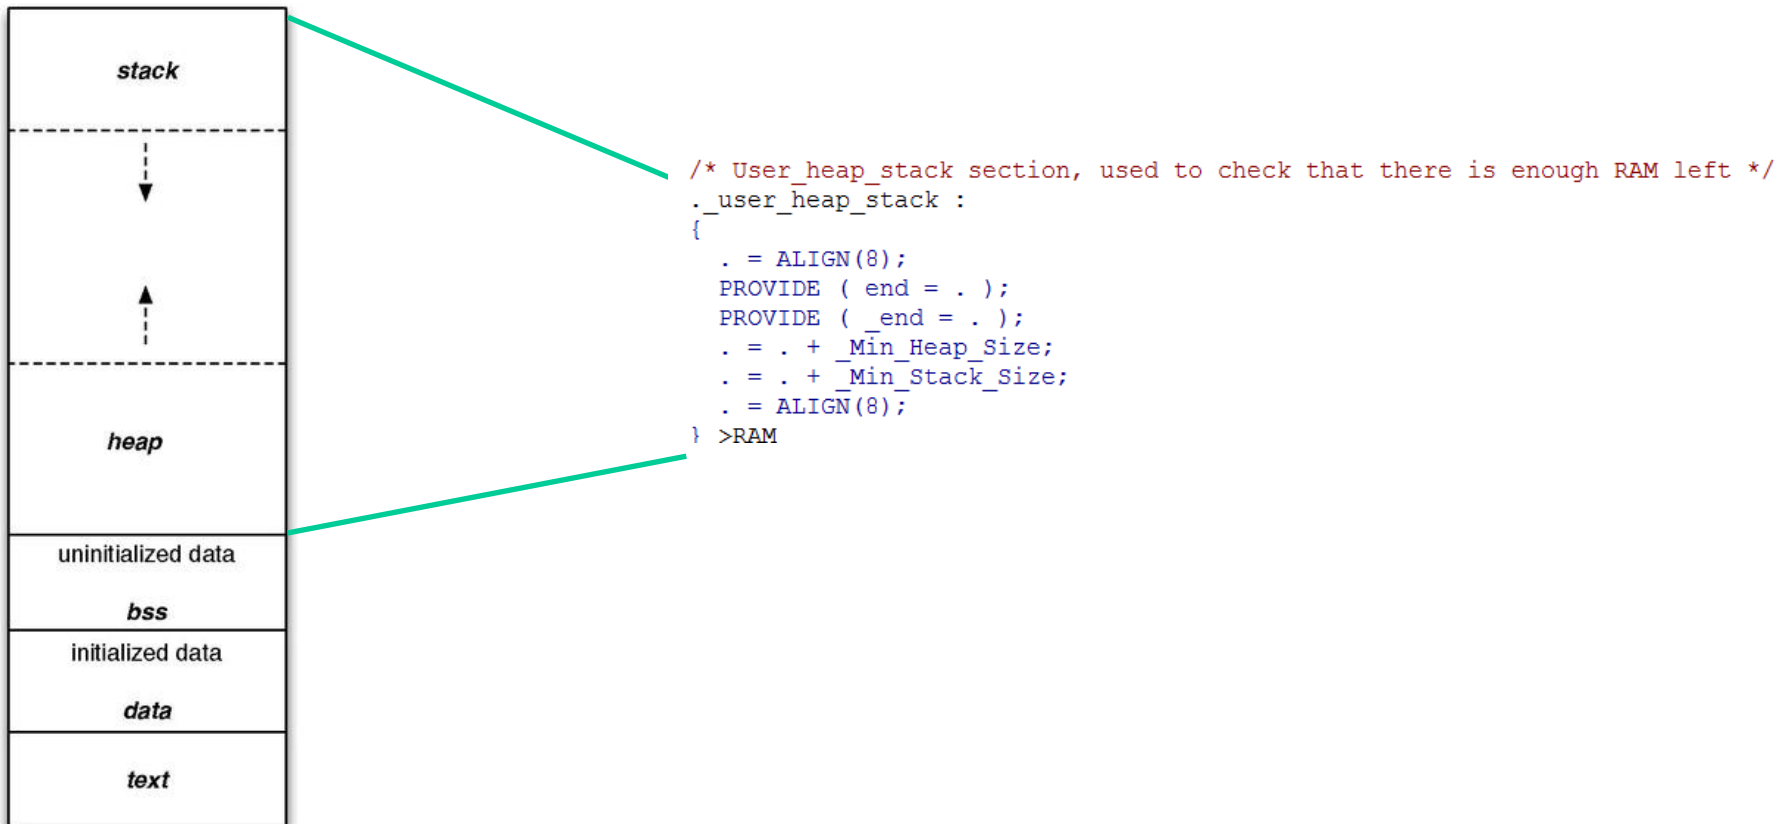 stack
heap
uninitialized data
bss
initialized data
data
text
/* User_heap_stack section, used to check that there is enough RAM left */
._user_heap_stack :
{
  . = ALIGN(8);
  PROVIDE ( end = . );
  PROVIDE ( _end = . );
  . = . + _Min_Heap_Size;
  . = . + _Min_Stack_Size;
  . = ALIGN(8);
} >RAM